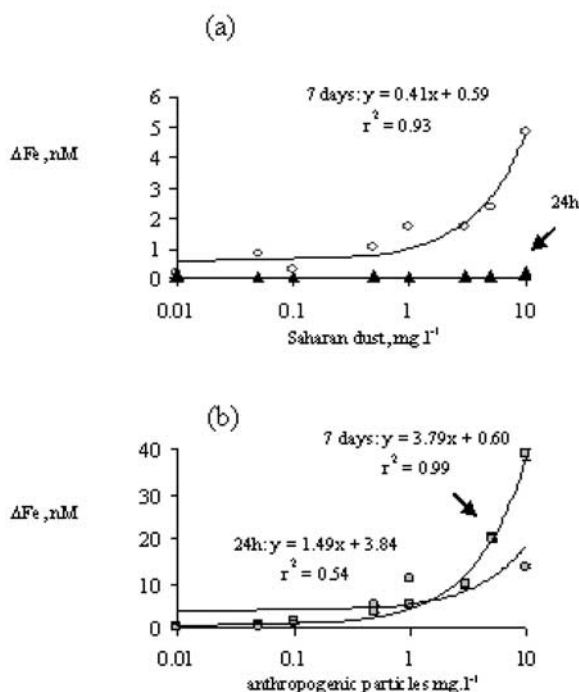 (a)
7 days: y = 0.41x + 0.59
r² = 0.93
ΔFe, nM
24h
6
5
4
3
2
1
0
0.01 0.1 1 10
Saharan dust, mg.l⁻¹
(b)
7 days: y = 3.79x + 0.60
r² = 0.99
ΔFe, nM
24h: y = 1.49x + 3.84
r² = 0.54
40
30
20
10
0
0.01 0.1 1 10
anthropogenic particles mg.l⁻¹